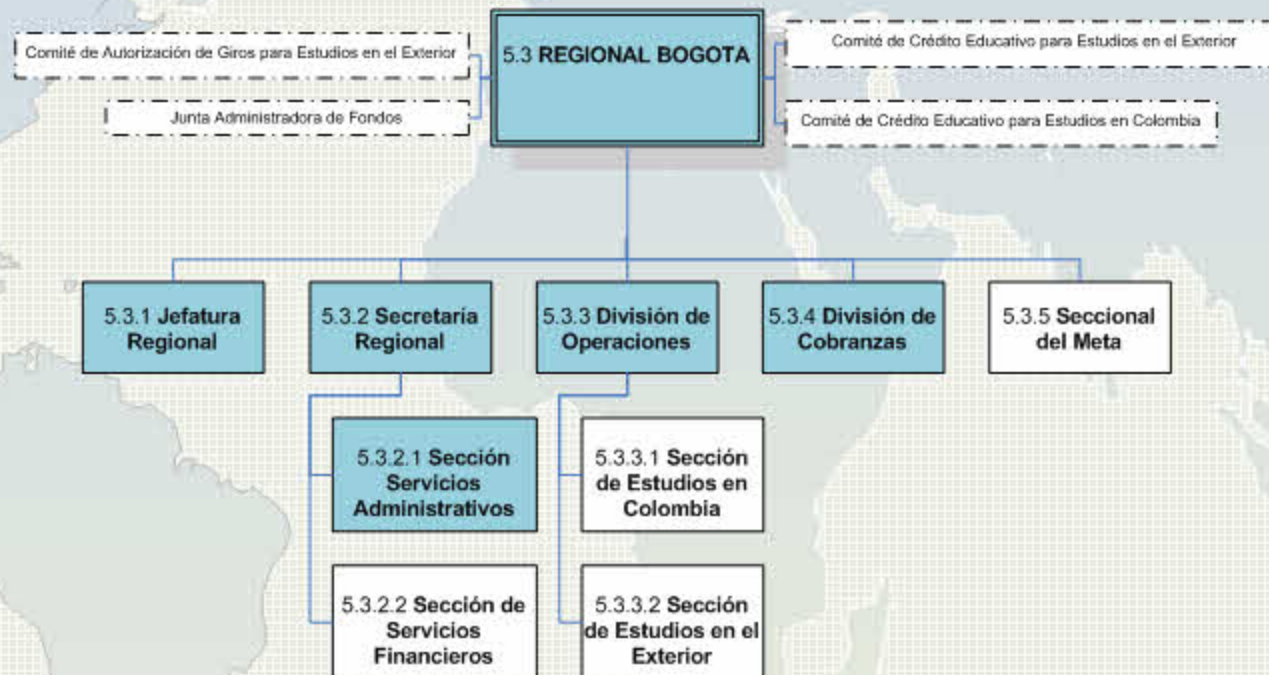 Comité de Autorización de Giros para Estudios en el Exterior
Junta Administradora de Fondos
5.3 REGIONAL BOGOTA
Comité de Crédito Educativo para Estudios en el Exterior
Comité de Crédito Educativo para Estudios en Colombia
5.3.1 Jefatura
Regional
5.3.2 Secretaría
Regional
5.3.3 División de
Operaciones
5.3.4 División de
Cobranzas
5.3.5 Seccional
del Meta
5.3.2.1 Sección
Servicios
Administrativos
5.3.3.1 Sección
de Estudios en
Colombia
5.3.2.2 Sección de
Servicios
Financieros
5.3.3.2 Sección
de Estudios en el
Exterior